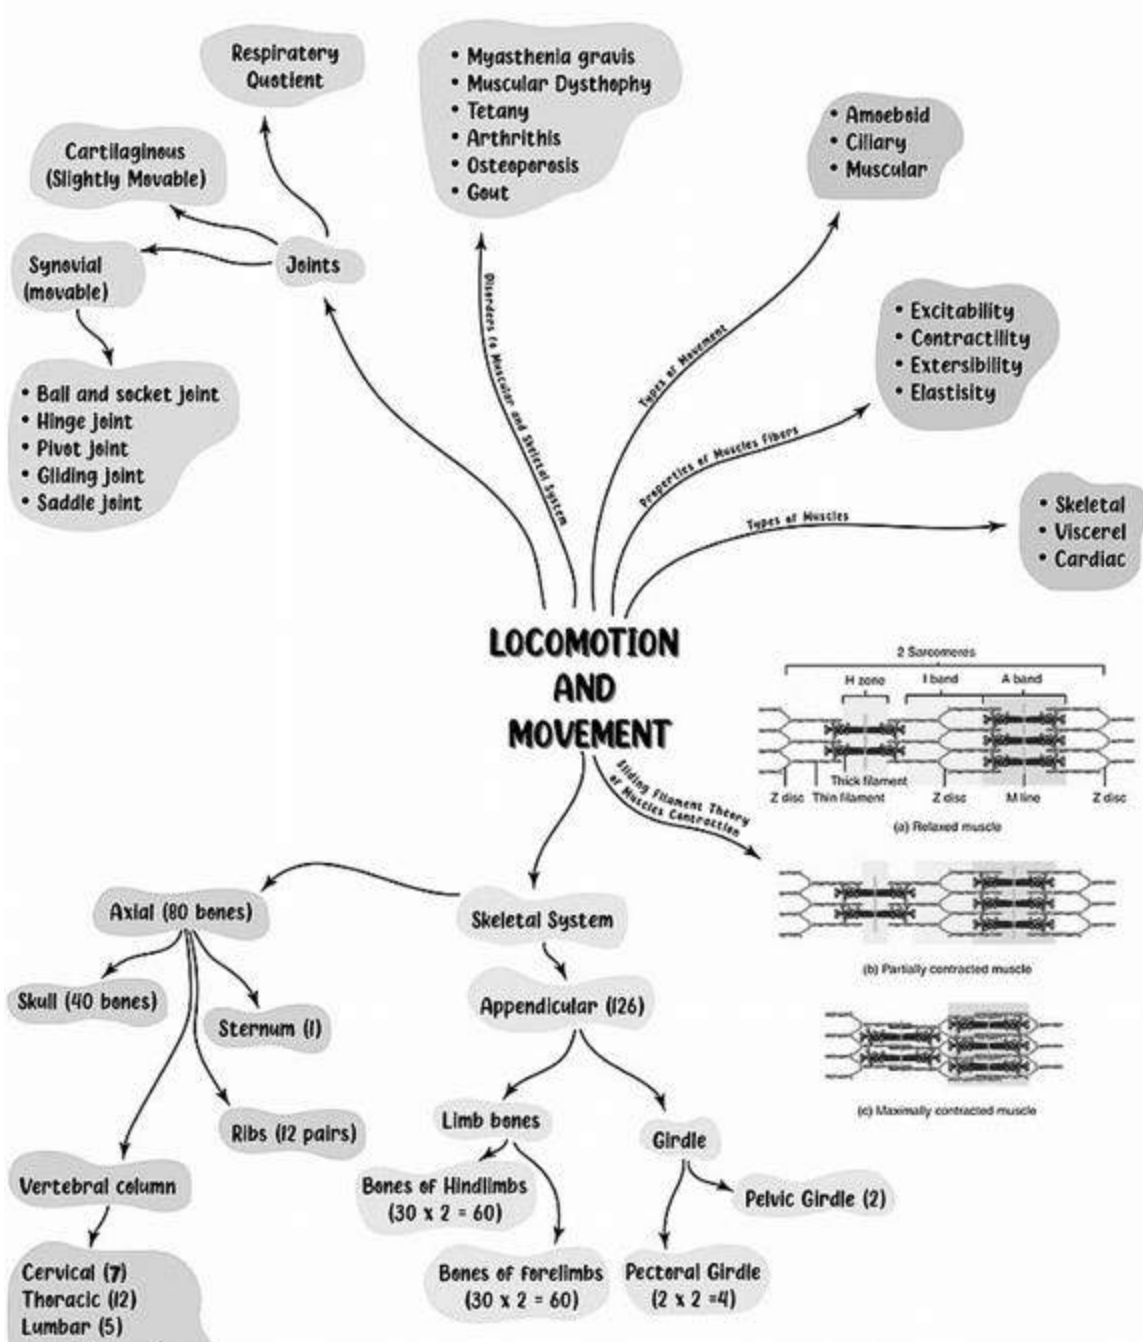 Respiratory
Quotient
• Myasthenia gravis
• Muscular Dysthophy
• Tetany
• Arthrithis
• Osteoporosis
• Gout
• Amoeboid
• Ciliary
• Muscular
Cartilaginous
(Slightly Movable)
Synovial
(movable)
Joints
• Ball and socket joint
• Hinge joint
• Pivot joint
• Gliding joint
• Saddle joint
• Excitability
• Contractility
• Extersibility
• Elastisity
Disorders fo Muscular and Skeletal System
Types of Movement
Properties of Muscles Fibers
Types of Muscles
• Skeletal
• Viscerel
• Cardiac
LOCOMOTION
AND
MOVEMENT
Sliding Filament Theory
of Muscles Contraction
2 Sarcomeres
H zone I band A band
Thick filament
Z disc Thin filament Z disc M line Z disc
(a) Relaxed muscle
(b) Partially contracted muscle
(c) Maximally contracted muscle
Skeletal System
Axial (80 bones)
Skull (40 bones)
Sternum (1)
Ribs (12 pairs)
Vertebral column
Cervical (7)
Thoracic (12)
Lumbar (5)
Appendicular (126)
Limb bones
Girdle
Bones of Hindlimbs
(30 x 2 = 60)
Bones of Forelimbs
(30 x 2 = 60)
Pelvic Girdle (2)
Pectoral Girdle
(2 x 2 =4)